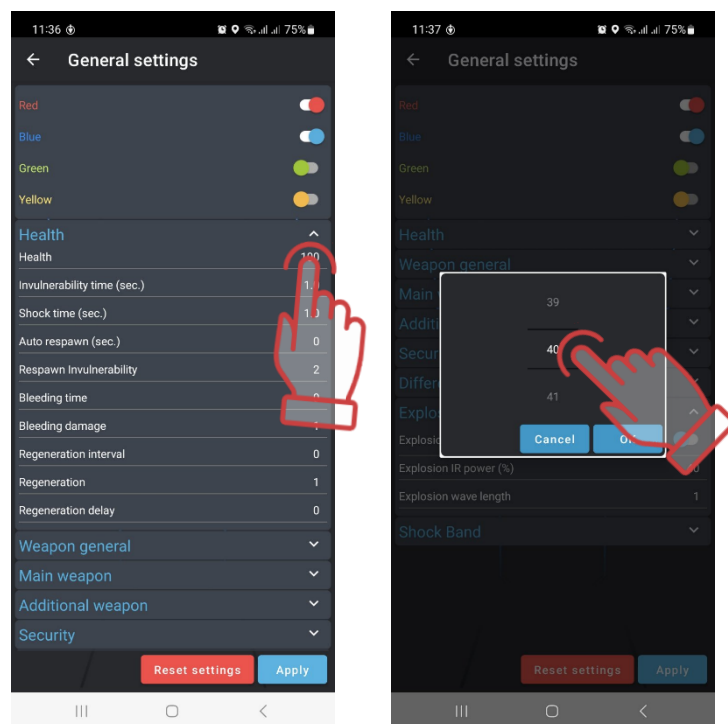 11:36
75%
General settings
Red
Blue
Green
Yellow
Health
Health 100
Invulnerability time (sec.)
Shock time (sec.)
Auto respawn (sec.) 0
Respawn Invulnerability 2
Bleeding time
Bleeding damage
Regeneration interval 0
Regeneration 1
Regeneration delay 0
Weapon general
Main weapon
Additional weapon
Security
Reset settings Apply
11:37
75%
General settings
Red
Blue
Green
Yellow
Health
Weapon general
Main
39
40
41
Cancel
Explosion IR power (%)
Explosion wave length 1
Shock Band
Reset settings Apply